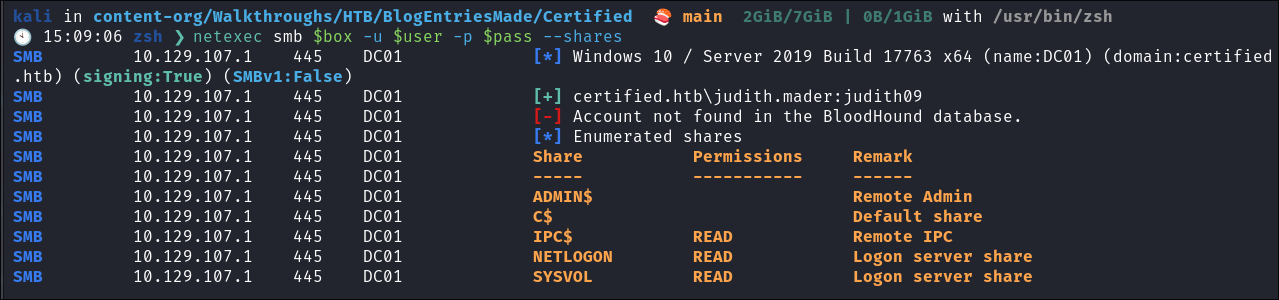 kali in content-org/Walkthroughs/HTB/BlogEntriesMade/Certified 🍣 main 2GiB/7GiB | 0B/1GiB with /usr/bin/zsh
🕙 15:09:06 zsh ❯ netexec smb $box -u $user -p $pass --shares
SMB 10.129.107.1 445 DC01 [*] Windows 10 / Server 2019 Build 17763 x64 (name:DC01) (domain:certified
.htb) (signing:True) (SMBv1:False)
SMB 10.129.107.1 445 DC01 [+] certified.htb\judith.mader:judith09
SMB 10.129.107.1 445 DC01 [-] Account not found in the BloodHound database.
SMB 10.129.107.1 445 DC01 [*] Enumerated shares
SMB 10.129.107.1 445 DC01 Share Permissions Remark
SMB 10.129.107.1 445 DC01 ----- ----------- ------
SMB 10.129.107.1 445 DC01 ADMIN$ Remote Admin
SMB 10.129.107.1 445 DC01 C$ Default share
SMB 10.129.107.1 445 DC01 IPC$ READ Remote IPC
SMB 10.129.107.1 445 DC01 NETLOGON READ Logon server share
SMB 10.129.107.1 445 DC01 SYSVOL READ Logon server share